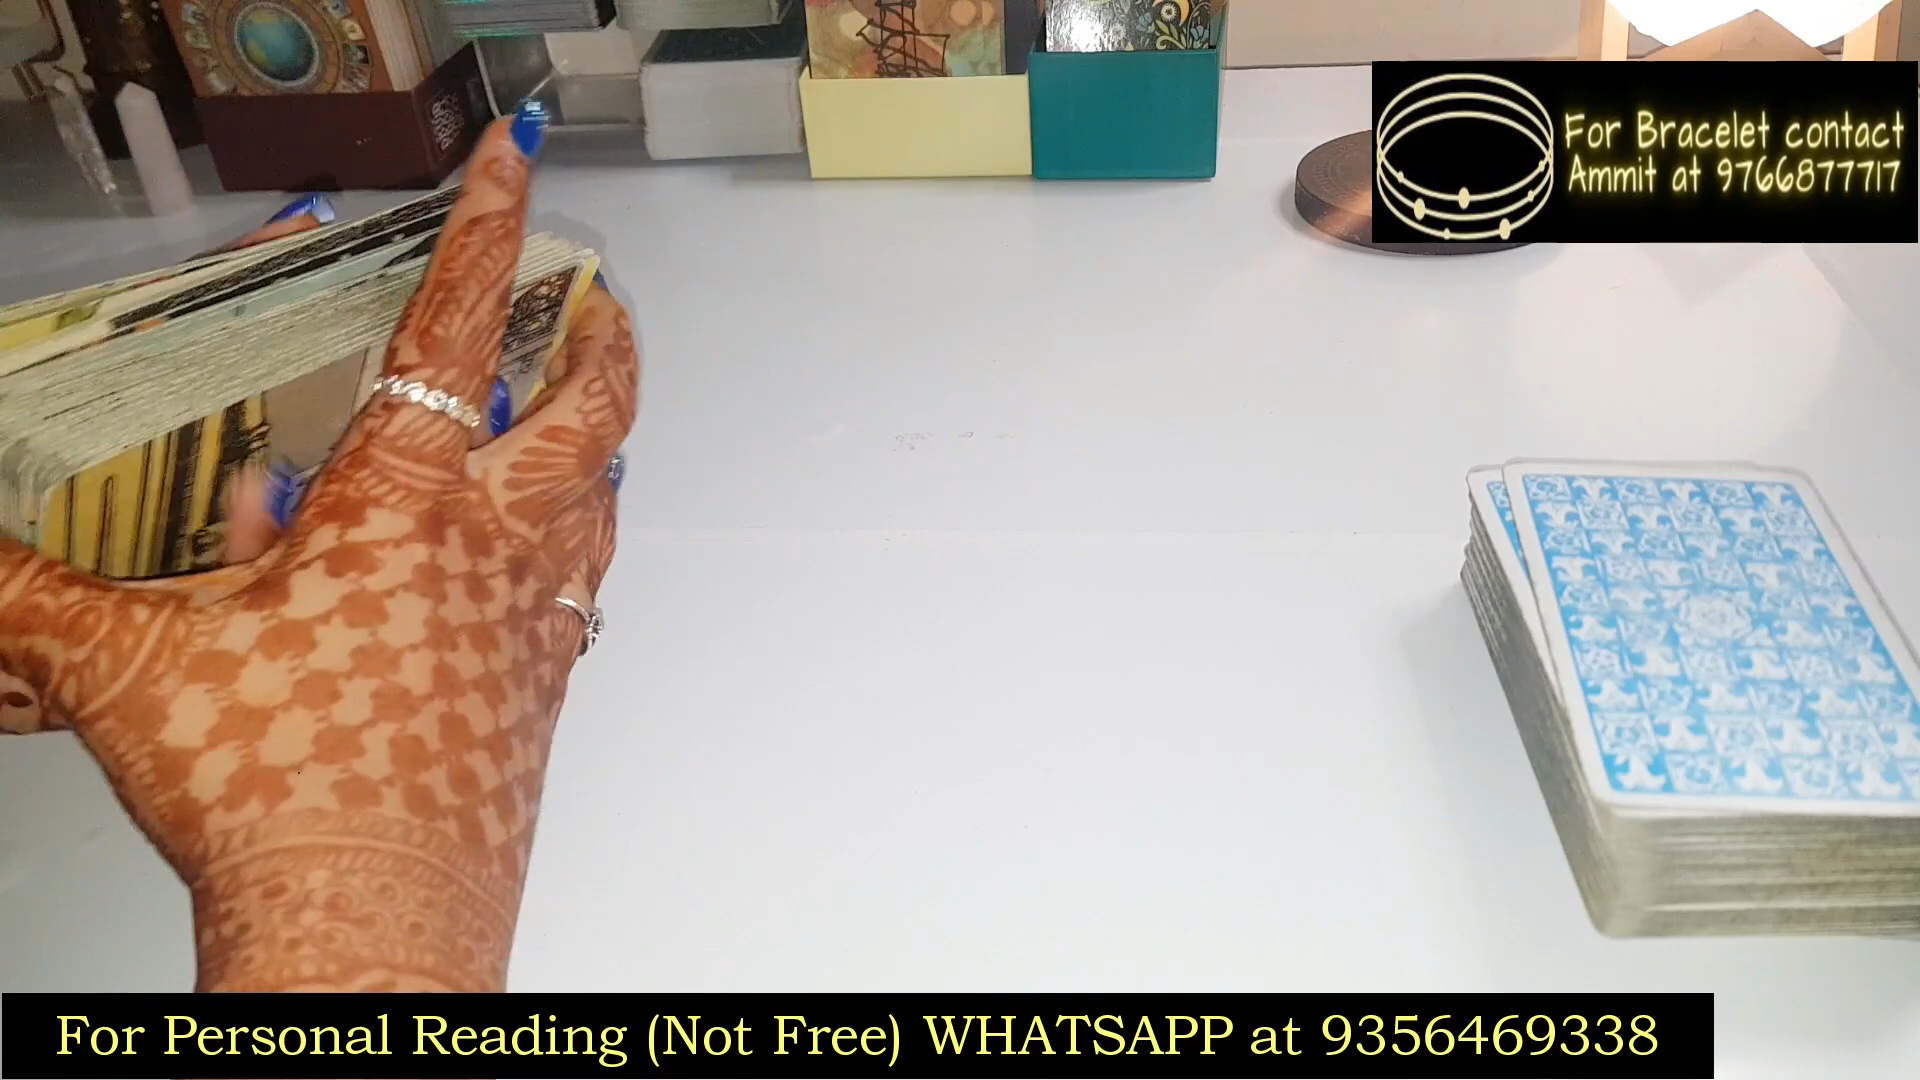 For Bracelet contact
Ammit at 9766877717
For Personal Reading (Not Free) WHATSAPP at 9356469338